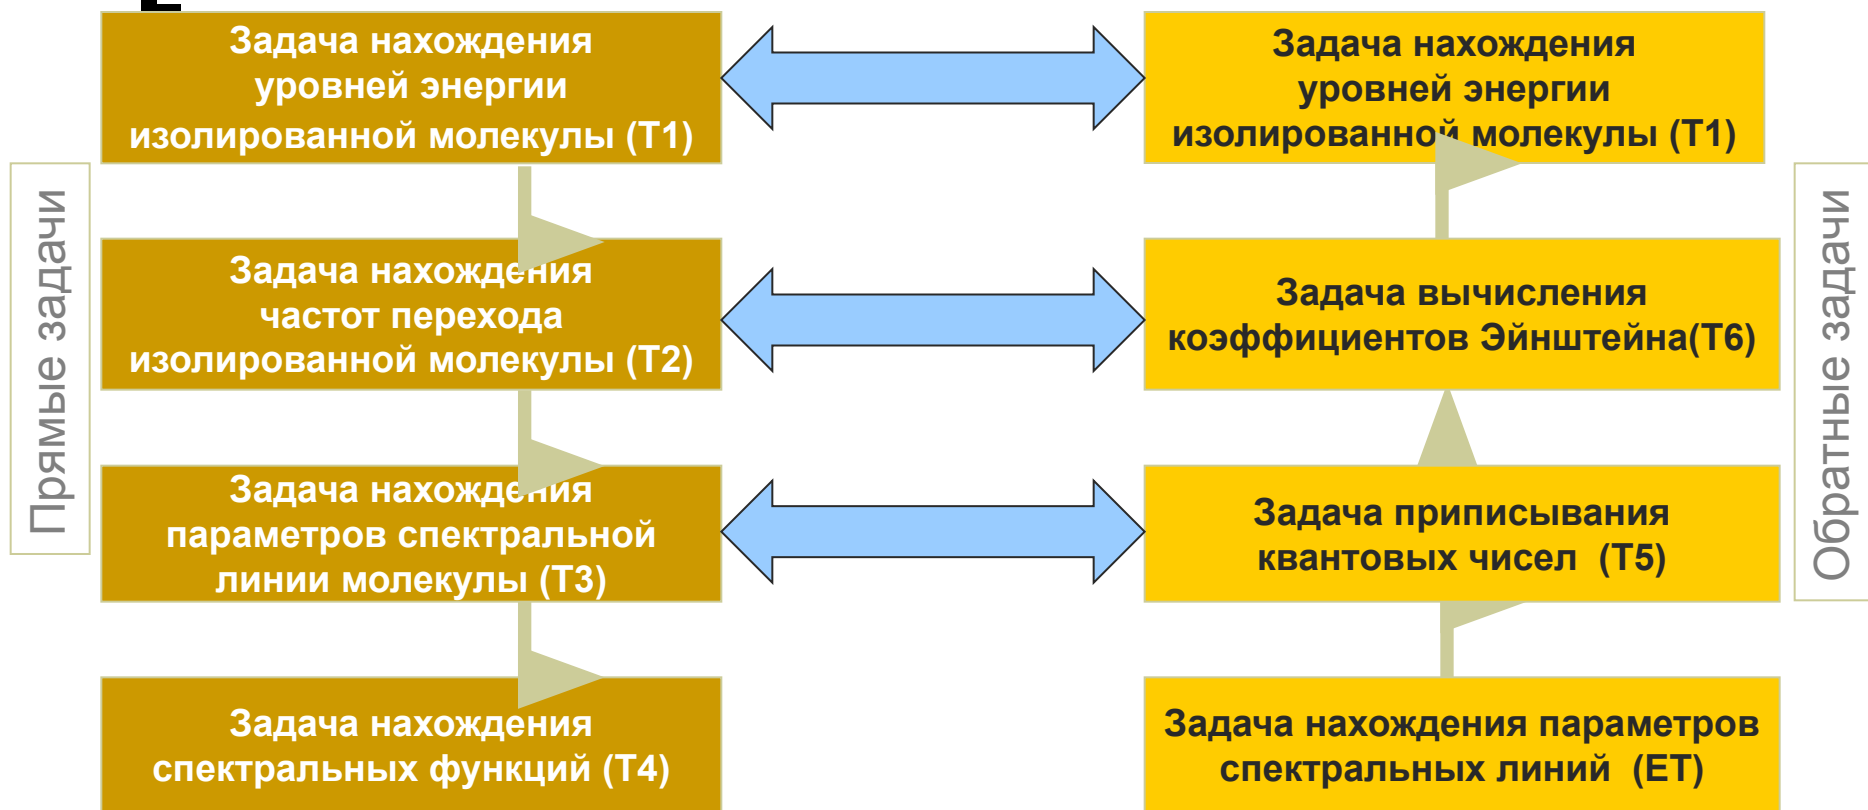 Прямые задачи
Задача нахождения
уровней энергии
изолированной молекулы (T1)
Задача нахождения
частот перехода
изолированной молекулы (T2)
Задача нахождения
параметров спектральной
линии молекулы (T3)
Задача нахождения
спектральных функций (T4)
Задача нахождения
уровней энергии
изолированной молекулы (T1)
Задача вычисления
коэффициентов Эйнштейна(T6)
Задача приписывания
квантовых чисел (T5)
Задача нахождения параметров
спектральных линий (ET)
Обратные задачи